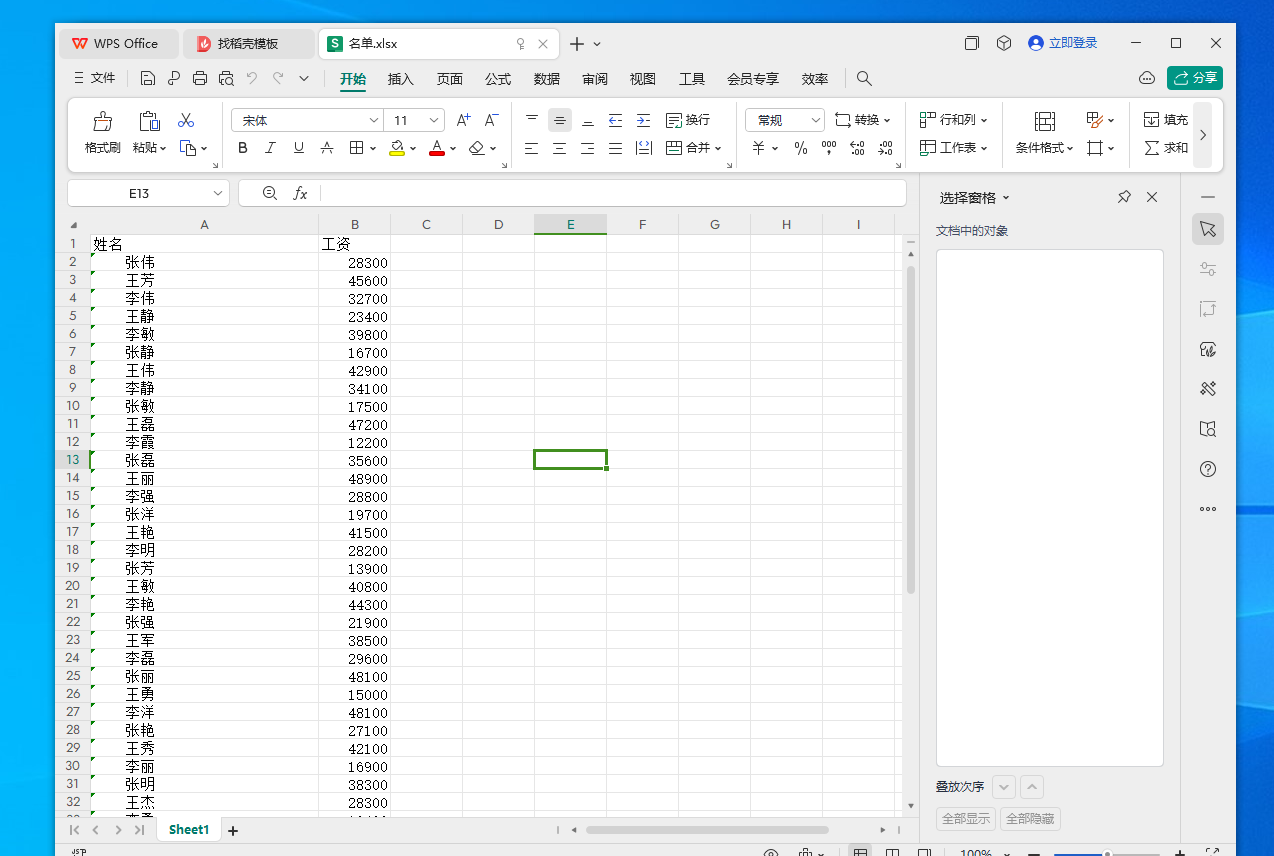 WPS Office 找稻壳模板 名单.xlsx 立即登录
文件 开始 插入 页面 公式 数据 审阅 视图 工具 会员专享 效率 分享
格式刷 粘贴 宋体 11 A+ A- 换行 常规 转换 行和列 填充
B I U A A 合并 ¥ % 工作表 条件格式 求和
E13 fx
选择窗格
文档中的对象
A B C D E F G H I
1 姓名 工资
2 张伟 28300
3 王芳 45600
4 李伟 32700
5 王静 23400
6 李敏 39800
7 张静 16700
8 王伟 42900
9 李静 34100
10 张敏 17500
11 王磊 47200
12 李霞 12200
13 张磊 35600
14 王丽 48900
15 李强 28800
16 张洋 19700
17 王艳 41500
18 李明 28200
19 张芳 13900
20 王敏 40800
21 李艳 44300
22 张强 21900
23 王军 38500
24 李磊 29600
25 张丽 48100
26 王勇 15000
27 李洋 48100
28 张艳 27100
29 王秀 42100
30 李丽 16900
31 张明 38300
32 王杰 28300
叠放次序
全部显示 全部隐藏
Sheet1
100%